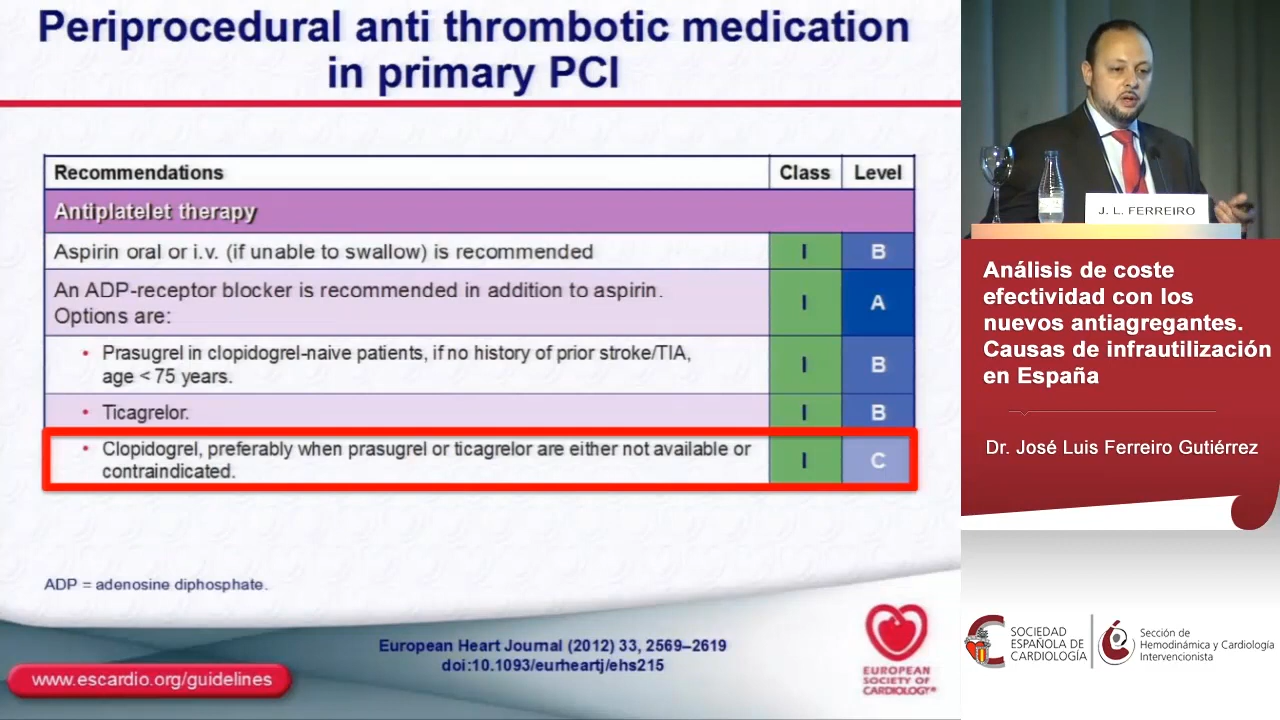 Periprocedural anti thrombotic medication
in primary PCI
Recommendations Class Level
Antiplatelet therapy
Aspirin oral or i.v. (if unable to swallow) is recommended I B
An ADP-receptor blocker is recommended in addition to aspirin.
Options are: I A
• Prasugrel in clopidogrel-naive patients, if no history of prior stroke/TIA,
age < 75 years. I B
• Ticagrelor. I B
• Clopidogrel, preferably when prasugrel or ticagrelor are either not available or
contraindicated. I C
ADP = adenosine diphosphate.
European Heart Journal (2012) 33, 2569–2619
doi:10.1093/eurheartj/ehs215
www.escardio.org/guidelines
EUROPEAN
SOCIETY OF
CARDIOLOGY®
J. L. FERREIRO
Análisis de coste
efectividad con los
nuevos antiagregantes.
Causas de infrautilización
en España
Dr. José Luis Ferreiro Gutiérrez
SOCIEDAD
ESPAÑOLA DE
CARDIOLOGÍA
Sección de
Hemodinámica y Cardiología
Intervencionista